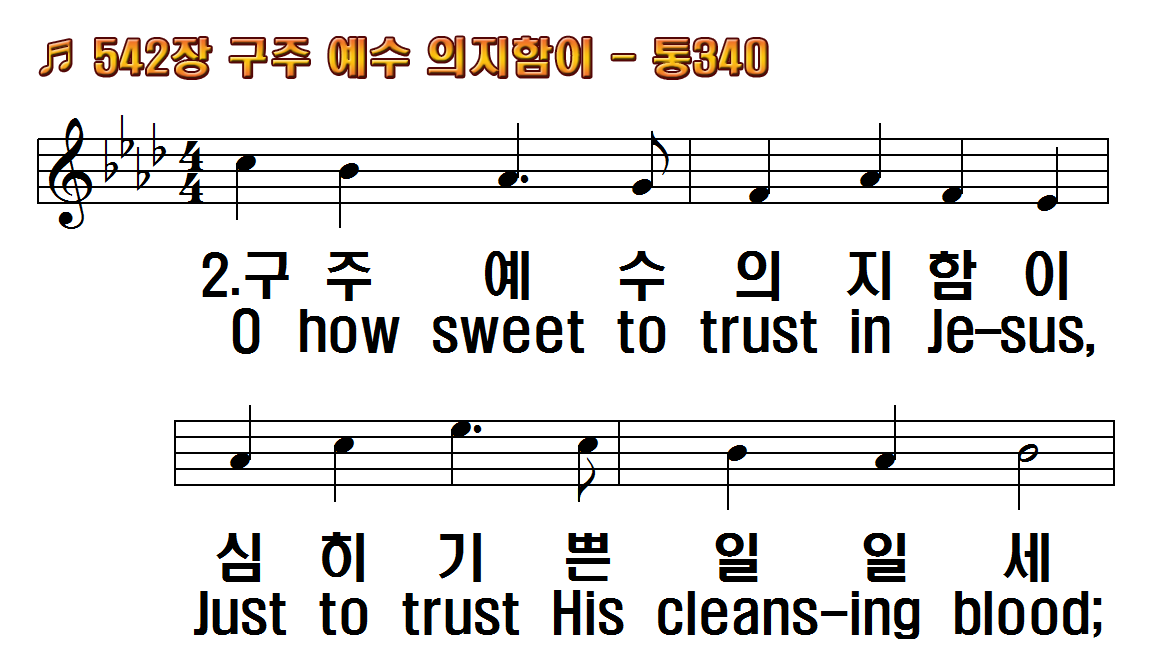 ♬ 542장 구주 예수 의지함이 - 통340
4/4
2.구 주 예 수 의 지 함 이
O how sweet to trust in Je-sus,
심 히 기 쁜 일 일 세
Just to trust His cleans-ing blood;